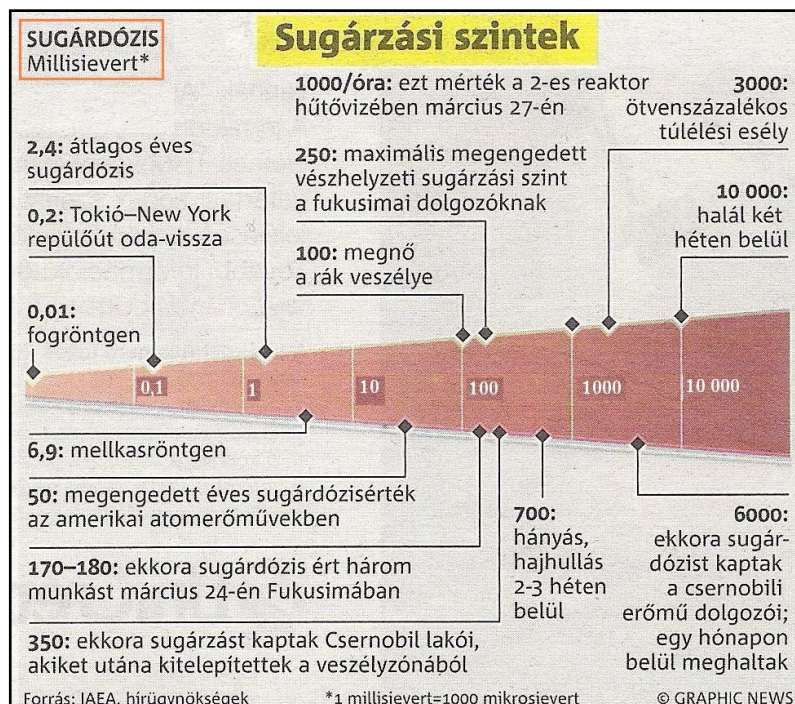 SUGÁRDÓZIS
Millisievert*
Sugárzási szintek
1000/óra: ezt mérték a 2-es reaktor
hűtővizében március 27-én
3000:
ötvenszázalékos
túlélési esély
2,4: átlagos éves
sugárdózis
250: maximális megengedett
vészhelyzeti sugárzási szint
a fukusimai dolgozóknak
10 000:
halál két
héten belül
0,2: Tokió–New York
repülőút oda-vissza
100: megnő
a rák veszélye
0,01:
fogröntgen
0,1
1
10
100
1000
10 000
6,9: mellkasröntgen
50: megengedett éves sugárdózisérték
az amerikai atomerőművekben
170–180: ekkora sugárdózis ért három
munkást március 24-én Fukusimában
350: ekkora sugárzást kaptak Csernobil lakói,
akiket utána kitelepítettek a veszélyzónából
700:
hányás,
hajhullás
2-3 héten
belül
6000:
ekkora sugár-
dózist kaptak
a csernobili
erőmű dolgozói;
egy hónapon
belül meghaltak
Forrás: IAEA, hírügynökségek
*1 millisievert=1000 mikrosievert
© GRAPHIC NEWS